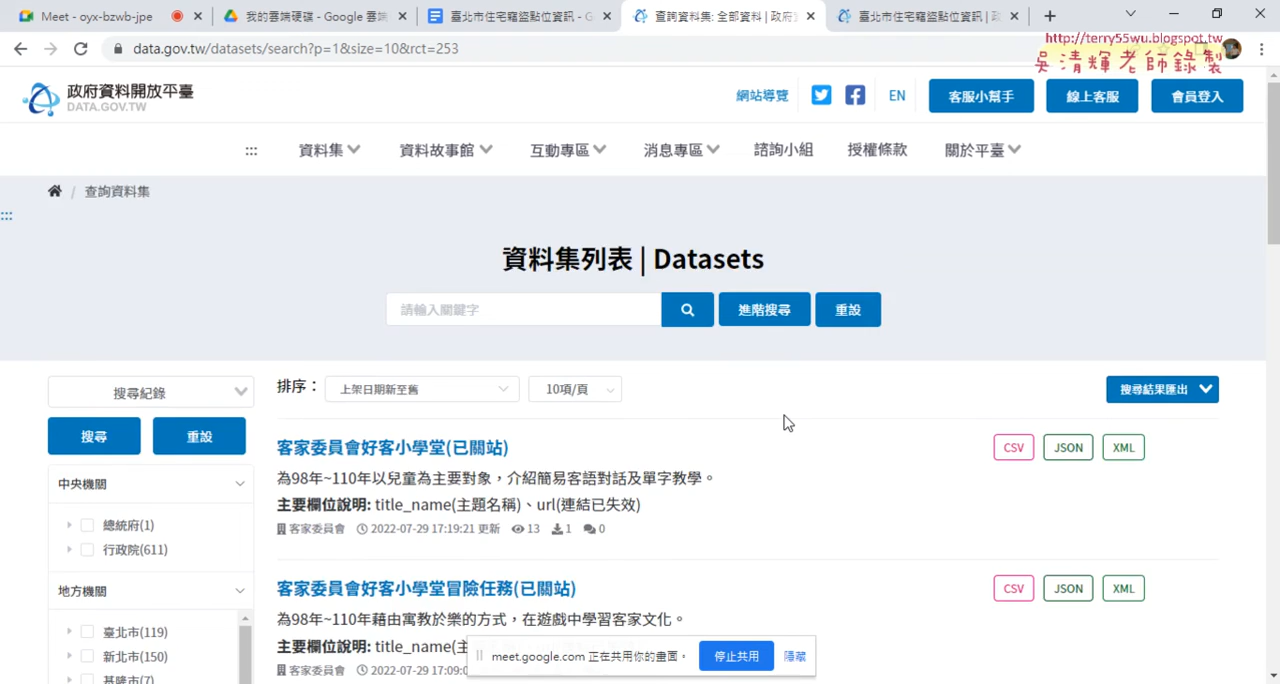 Meet - oyx-bzwb-jpe
我的雲端硬碟 - Google 雲
臺北市住宅竊盜點位資訊 - G
查詢資料集: 全部資料 | 政府
臺北市住宅竊盜點位資訊 | 政
http://terry55wu.blogspot.tw
data.gov.tw/datasets/search?p=1&size=10&rct=253
吳清輝老師錄製
政府資料開放平臺
DATA.GOV.TW
網站導覽
EN
客服小幫手
線上客服
會員登入
:::
資料集
資料故事館
互動專區
消息專區
諮詢小組
授權條款
關於平臺
/ 查詢資料集
:::
資料集列表 | Datasets
請輸入關鍵字
進階搜尋
重設
搜尋紀錄
排序：
上架日期新至舊
10項/頁
搜尋結果匯出
搜尋
重設
客家委員會好客小學堂(已關站)
CSV
JSON
XML
為98年~110年以兒童為主要對象，介紹簡易客語對話及單字教學。
主要欄位說明: title_name(主題名稱)、url(連結已失效)
客家委員會 2022-07-29 17:19:21 更新 13 1 0
中央機關
總統府(1)
行政院(611)
客家委員會好客小學堂冒險任務(已關站)
CSV
JSON
XML
為98年~110年藉由寓教於樂的方式，在遊戲中學習客家文化。
主要欄位說明: title_name(主
客家委員會 2022-07-29 17:09:0
地方機關
臺北市(119)
新北市(150)
基隆市(7)
meet.google.com 正在共用你的畫面。
停止共用
隱藏